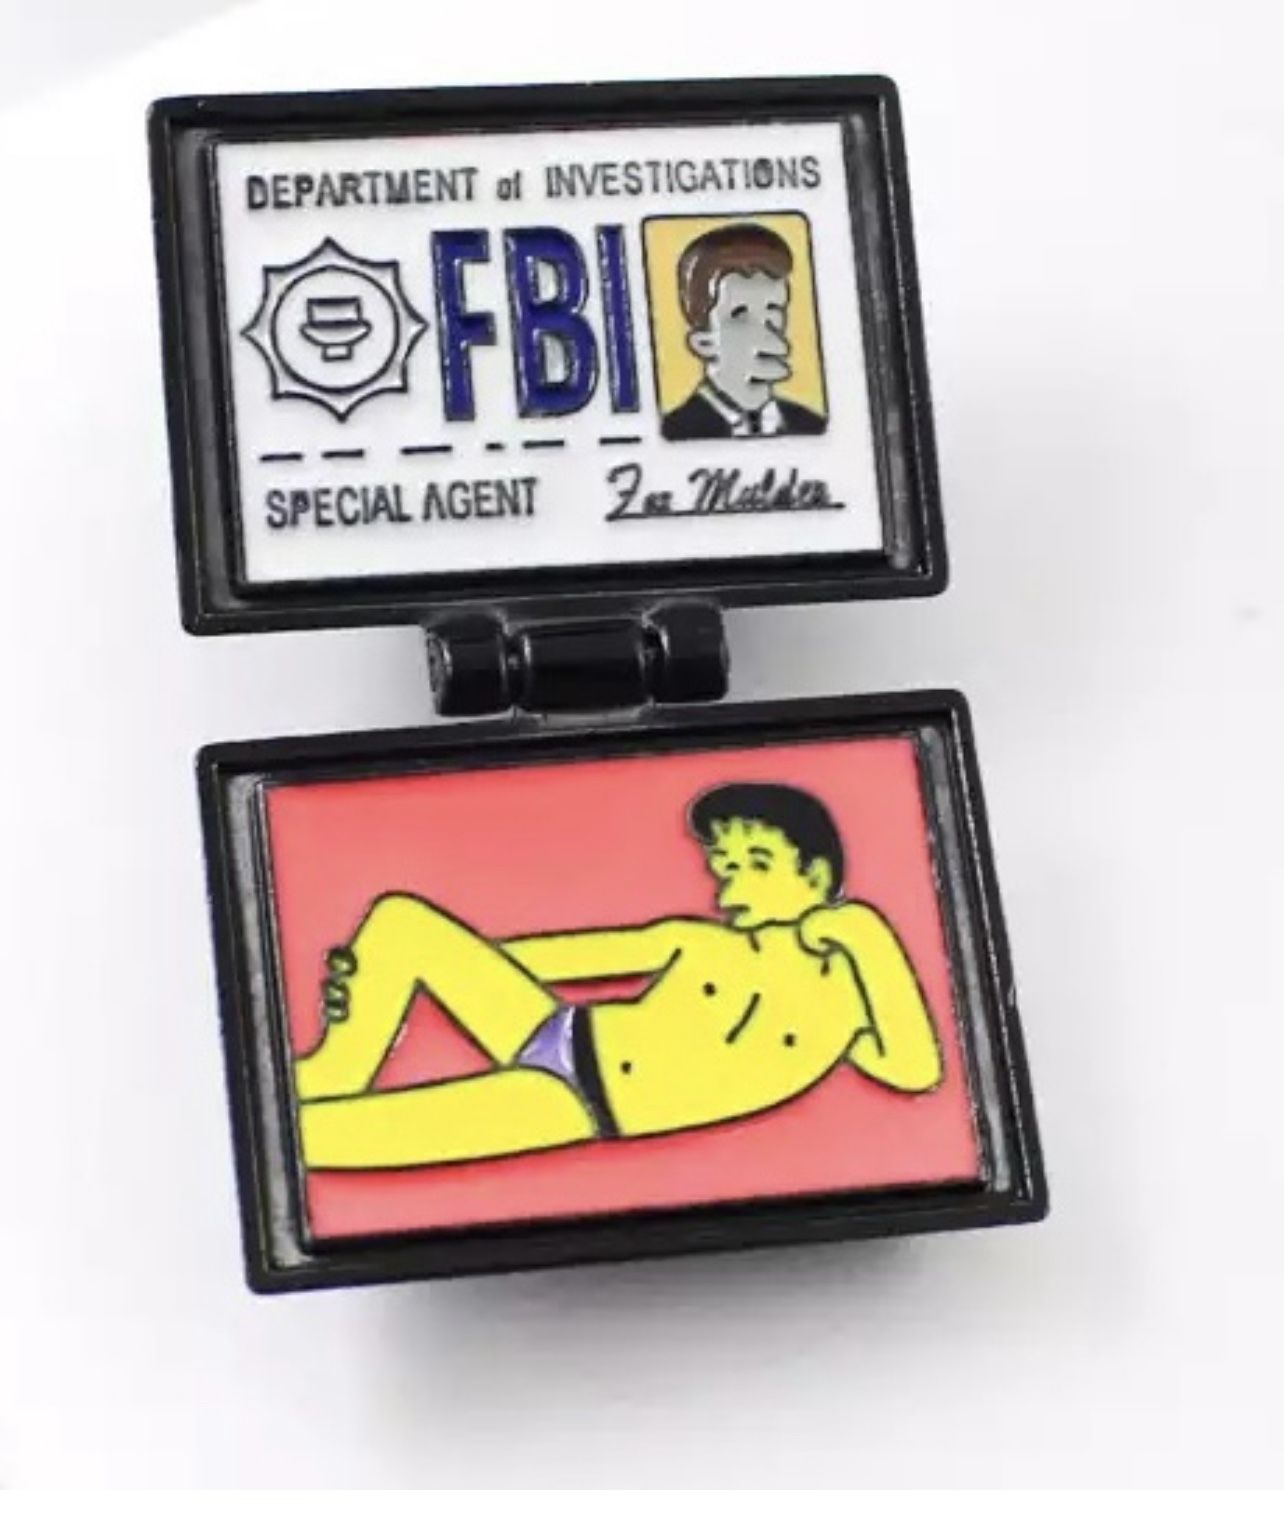 DEPARTMENT of INVESTIGATIONS
FBI
SPECIAL AGENT Fox Mulder